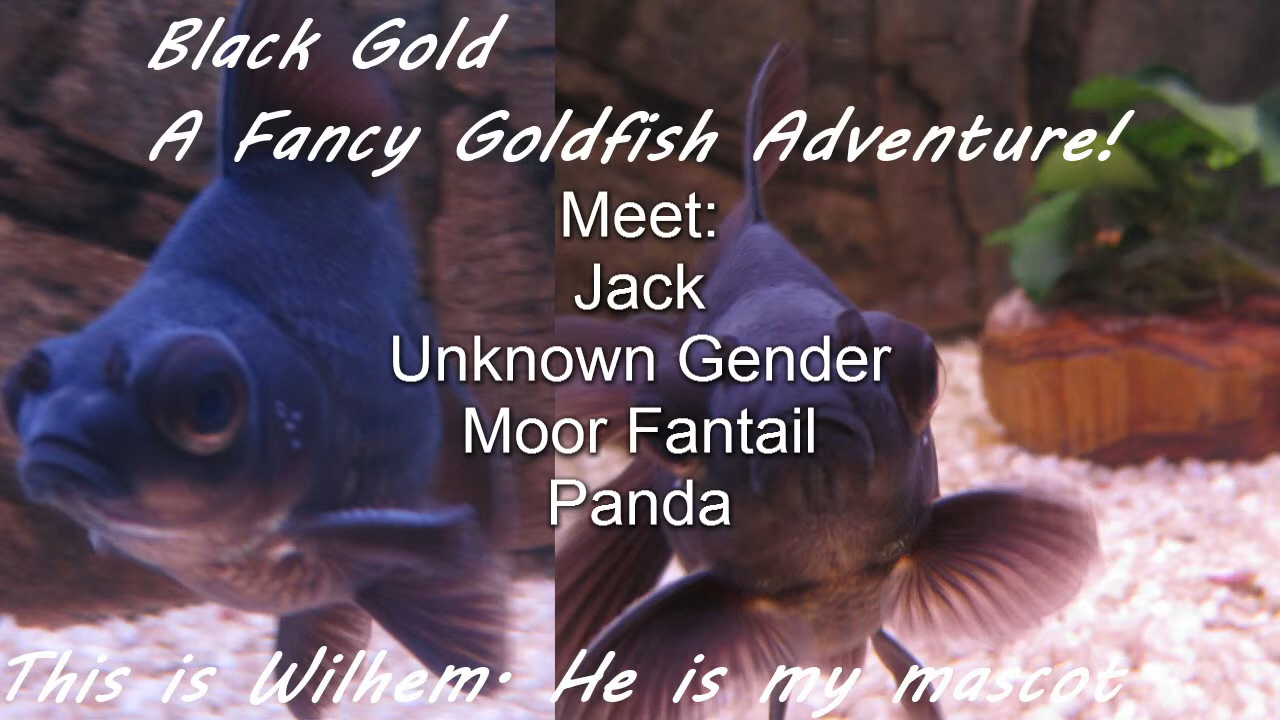 Black Gold
A Fancy Goldfish Adventure!
Meet:
Jack
Unknown Gender
Moor Fantail
Panda
This is Wilhem. He is my mascot